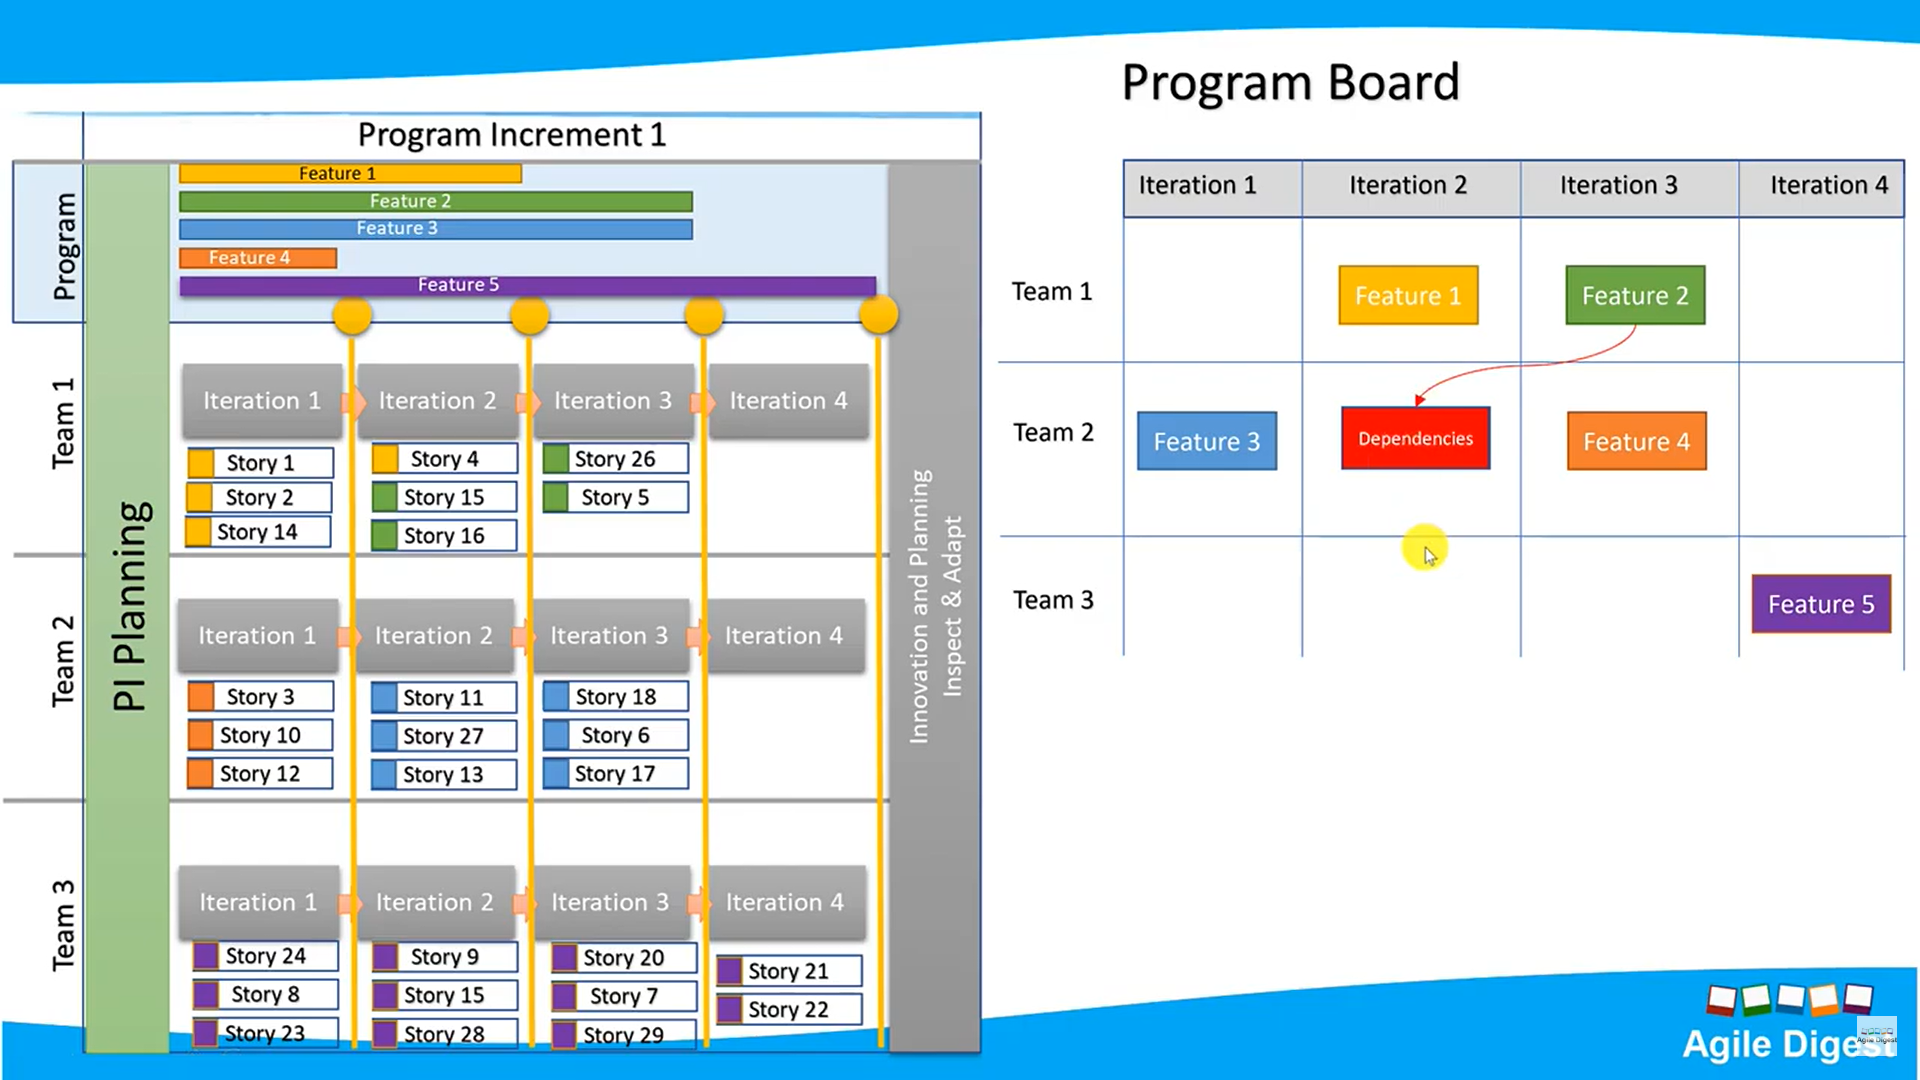 Program Board
Program Increment 1
Program
Feature 1
Feature 2
Feature 3
Feature 4
Feature 5
PI Planning
Team 1
Iteration 1
Iteration 2
Iteration 3
Iteration 4
Story 1
Story 4
Story 26
Story 2
Story 15
Story 5
Story 14
Story 16
Team 2
Iteration 1
Iteration 2
Iteration 3
Iteration 4
Story 3
Story 11
Story 18
Story 10
Story 27
Story 6
Story 12
Story 13
Story 17
Team 3
Iteration 1
Iteration 2
Iteration 3
Iteration 4
Story 24
Story 9
Story 20
Story 21
Story 8
Story 15
Story 7
Story 22
Story 23
Story 28
Story 29
Innovation and Planning
Inspect & Adapt
Iteration 1
Iteration 2
Iteration 3
Iteration 4
Team 1
Feature 1
Feature 2
Team 2
Feature 3
Dependencies
Feature 4
Team 3
Feature 5
Agile Digest
Agile Digest